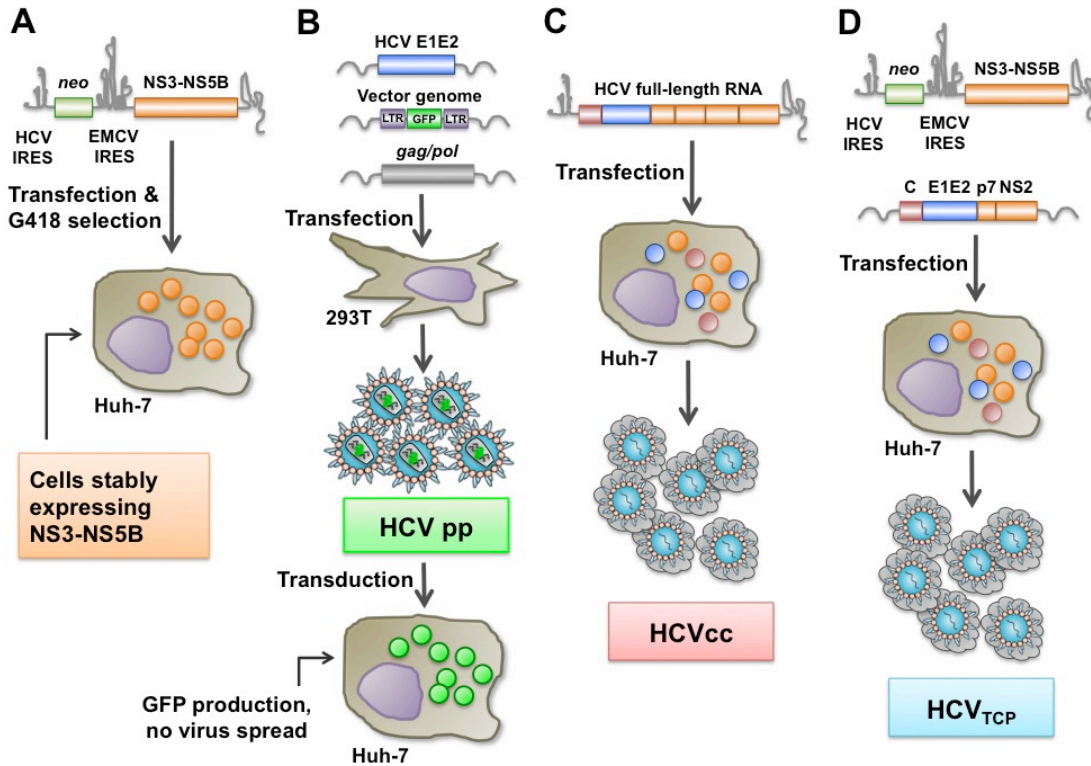 A
neo
NS3-NS5B
HCV
IRES
EMCV
IRES
Transfection &
G418 selection
Huh-7
Cells stably
expressing
NS3-NS5B
B
HCV E1E2
Vector genome
LTR GFP LTR
gag/pol
Transfection
293T
HCV pp
Transduction
GFP production,
no virus spread
Huh-7
C
HCV full-length RNA
Transfection
Huh-7
HCVcc
D
neo
NS3-NS5B
HCV
IRES
EMCV
IRES
C E1E2 p7 NS2
Transfection
Huh-7
HCVTCP